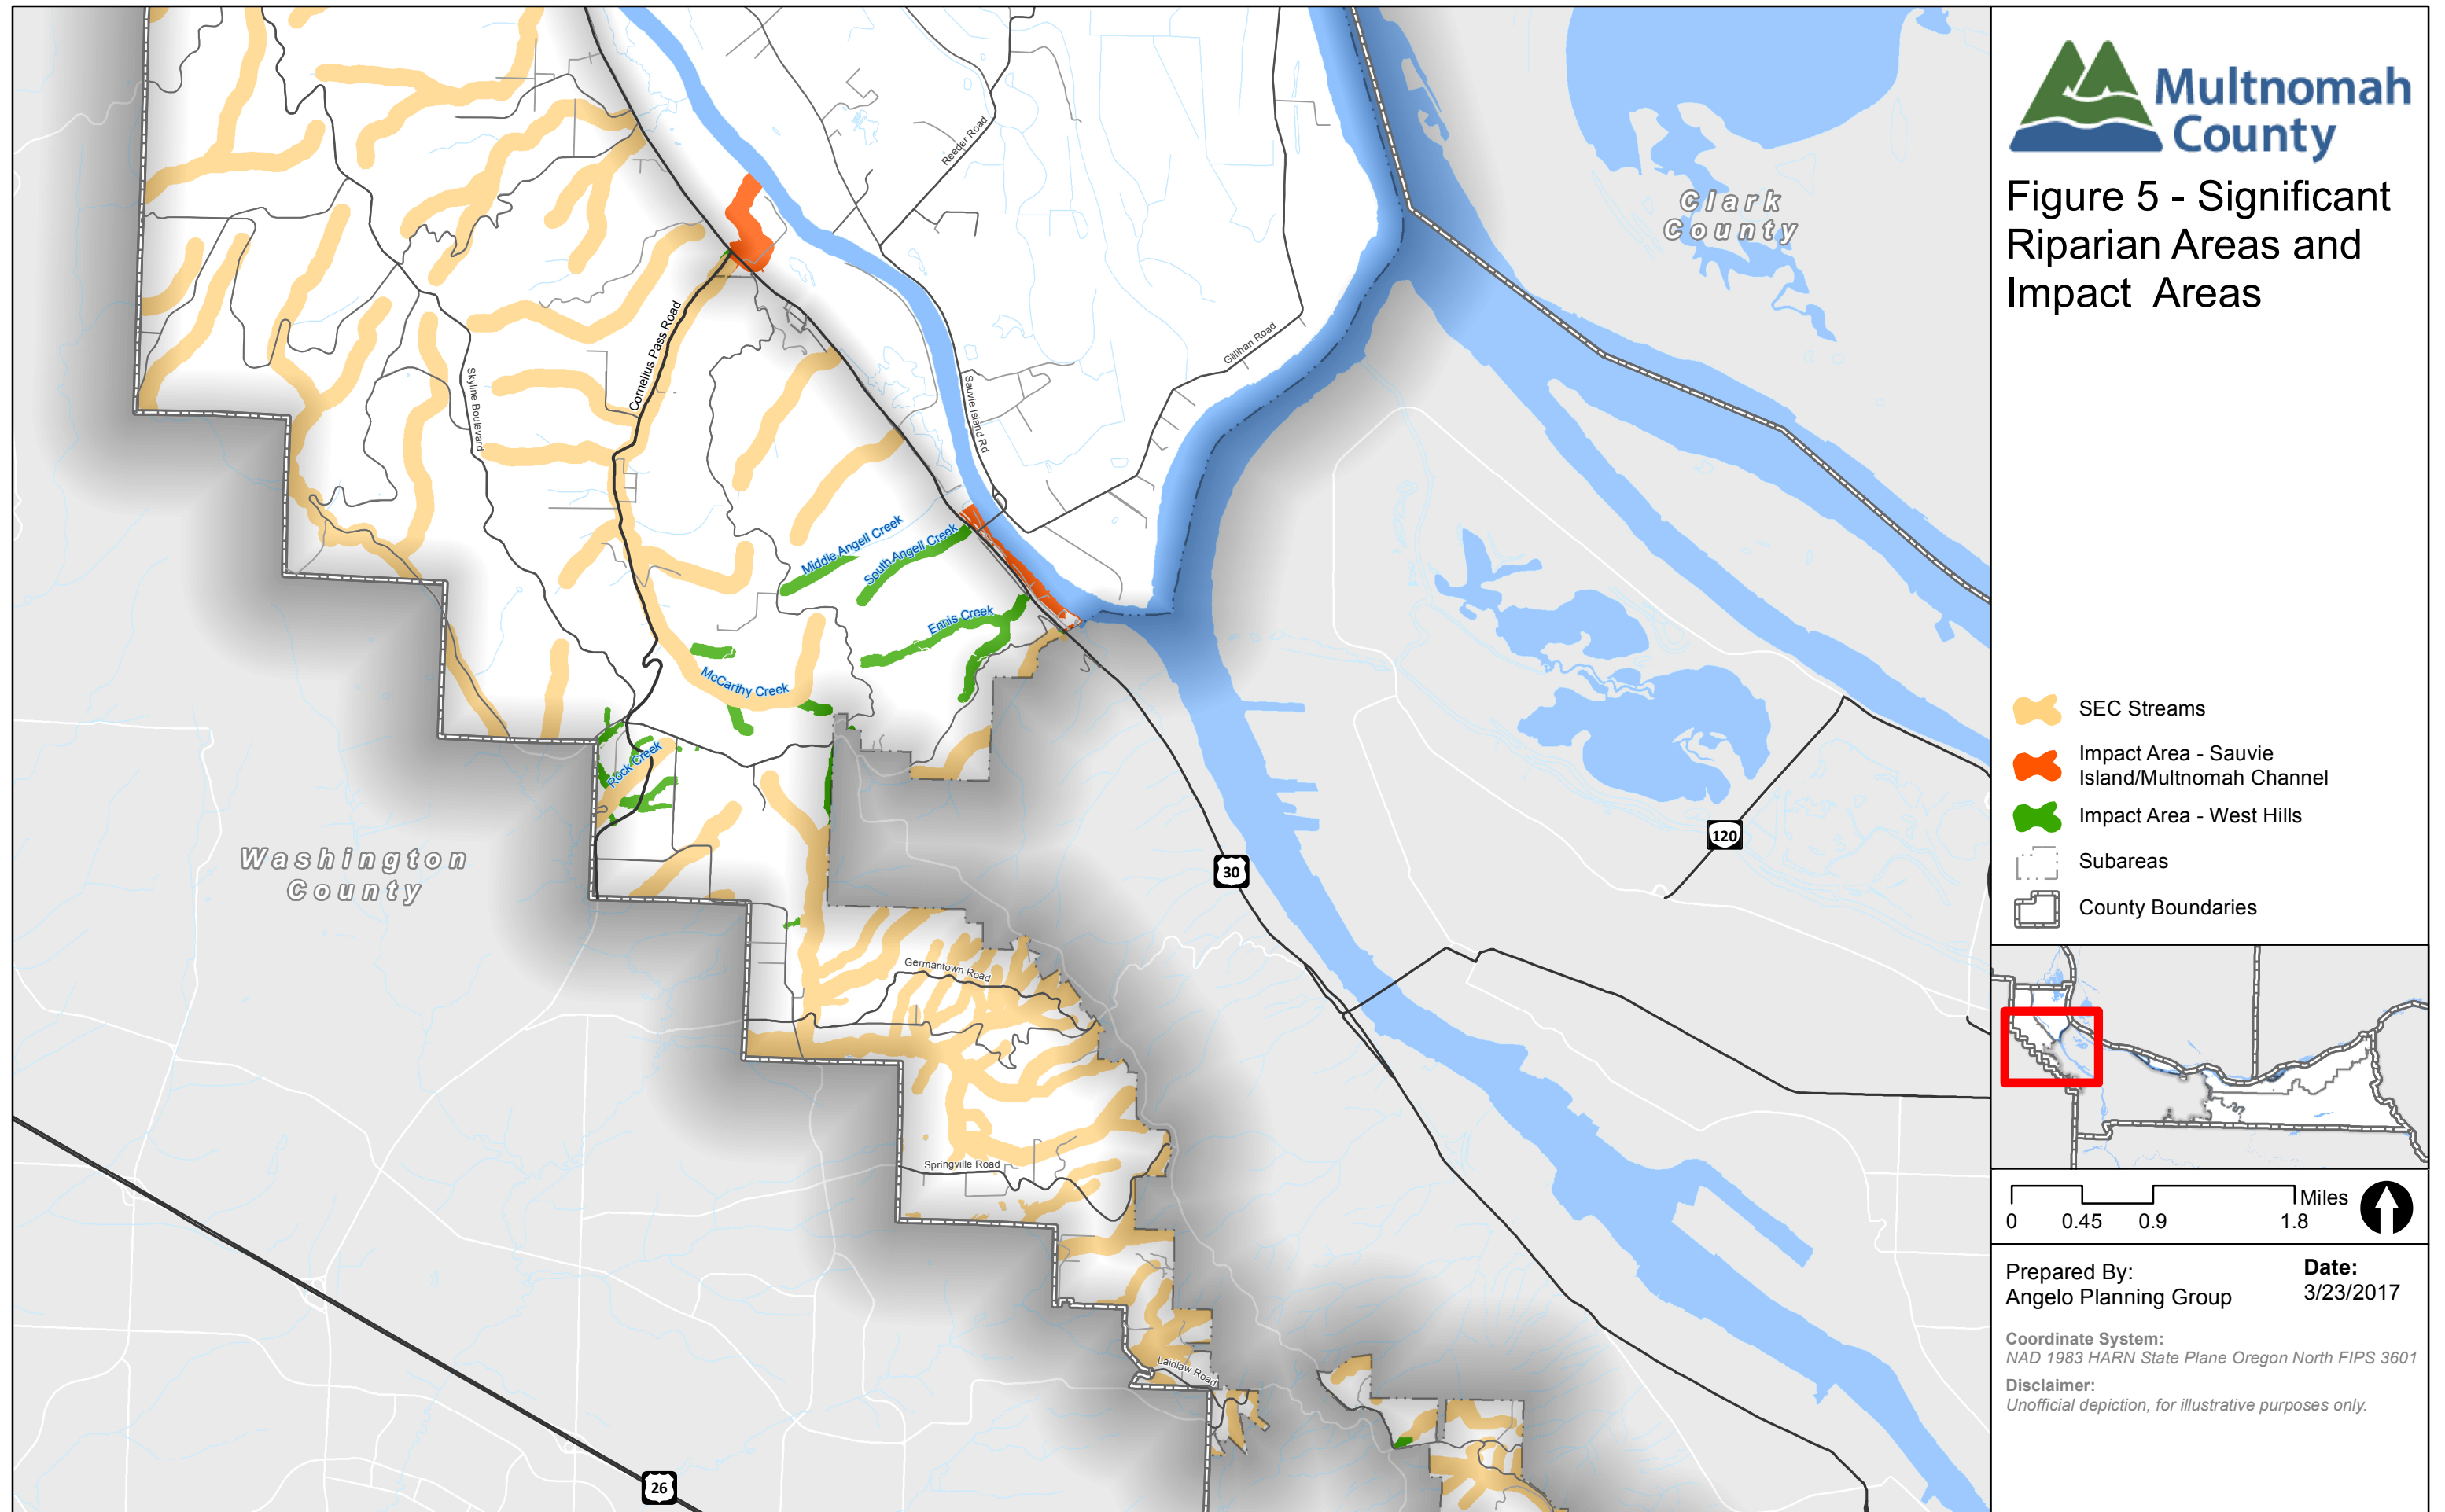 Multnomah
County
Figure 5 - Significant
Riparian Areas and
Impact  Areas
Clark
County
Reeder Road
Gillihan Road
Cornelius Pass Road
Skyline Boulevard
Sauvie Island Rd
Middle Angell Creek
South Angell Creek
Ennis Creek
McCarthy Creek
Rock Creek
Washington
County
30
120
Germantown Road
Springville Road
Laidlaw Road
26
SEC Streams
Impact Area - Sauvie
Island/Multnomah Channel
Impact Area - West Hills
Subareas
County Boundaries
Miles
0 0.45 0.9 1.8
Prepared By:
Angelo Planning Group
Date:
3/23/2017
Coordinate System:
NAD 1983 HARN State Plane Oregon North FIPS 3601
Disclaimer:
Unofficial depiction, for illustrative purposes only.